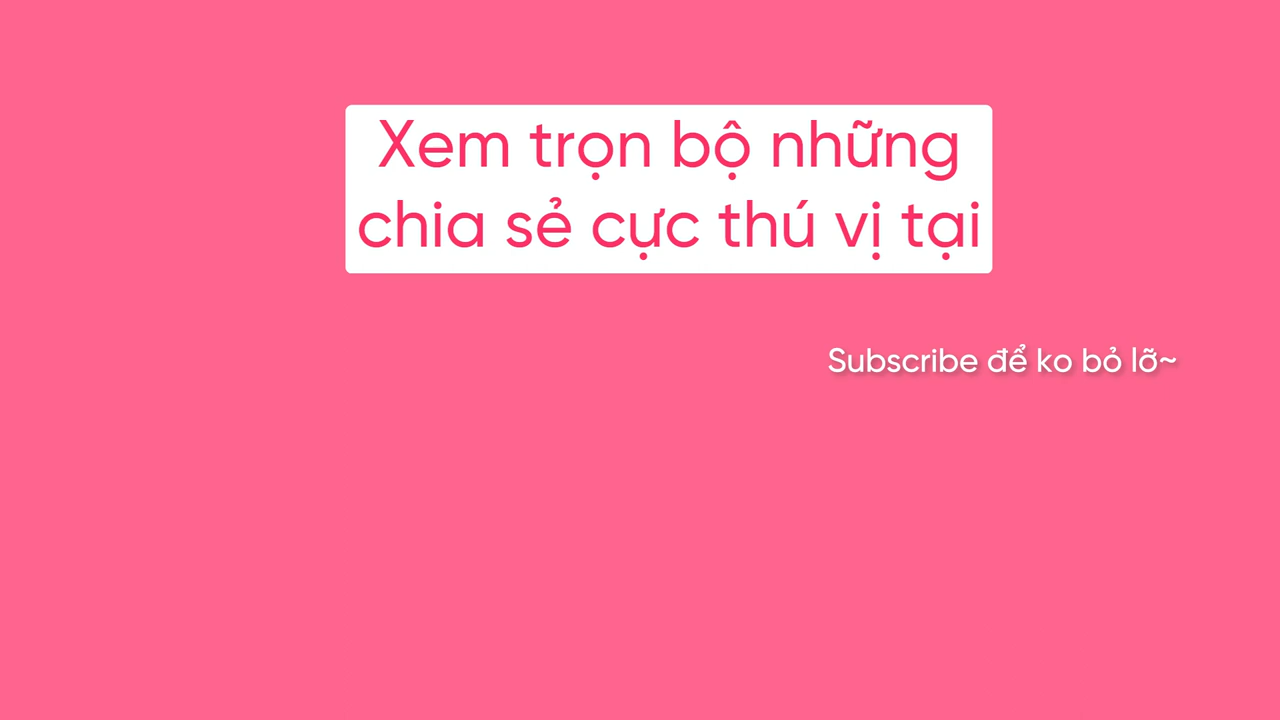 Xem trọn bộ những
chia sẻ cực thú vị tại
Subscribe để ko bỏ lỡ~